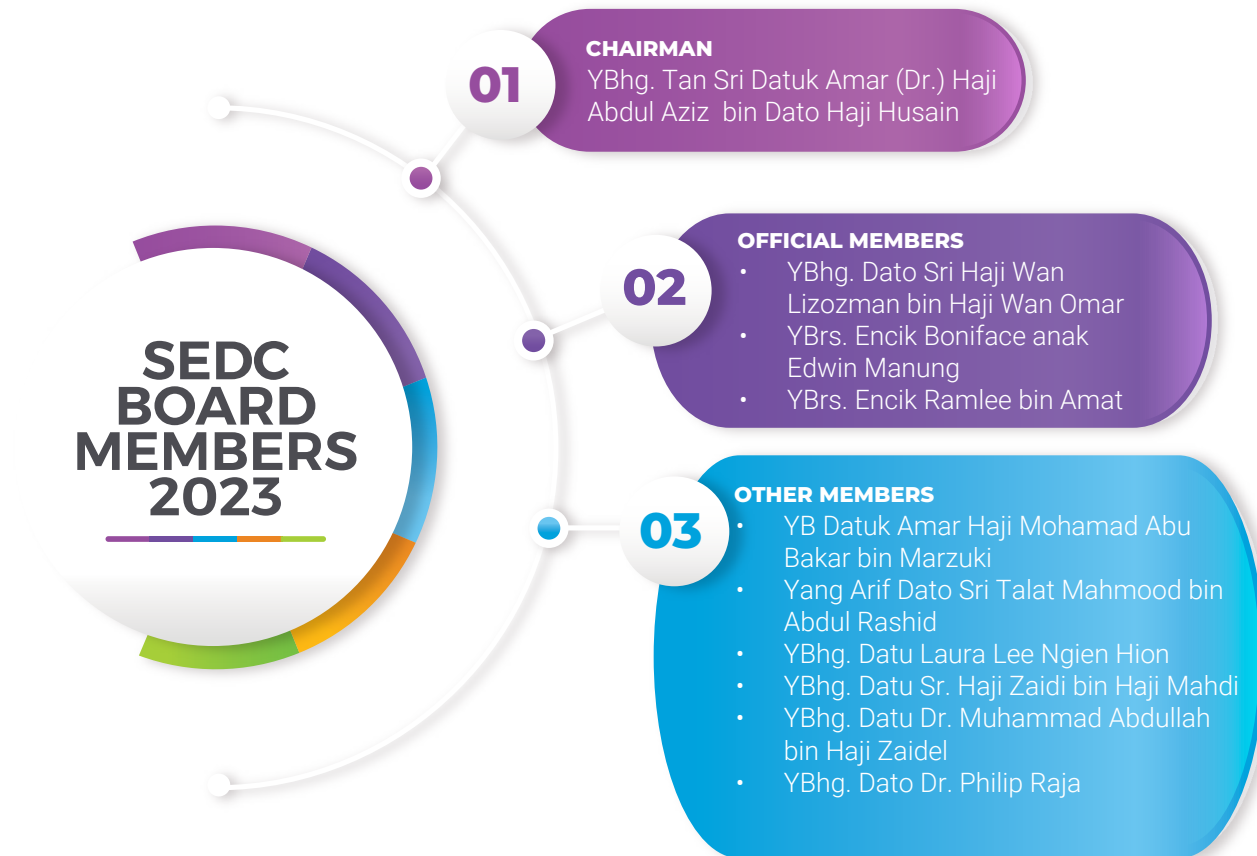 SEDC
BOARD
MEMBERS
2023
01
CHAIRMAN
YBhg. Tan Sri Datuk Amar (Dr.) Haji
Abdul Aziz bin Dato Haji Husain
02
OFFICIAL MEMBERS
• YBhg. Dato Sri Haji Wan
Lizozman bin Haji Wan Omar
• YBrs. Encik Boniface anak
Edwin Manung
• YBrs. Encik Ramlee bin Amat
03
OTHER MEMBERS
• YB Datuk Amar Haji Mohamad Abu
Bakar bin Marzuki
• Yang Arif Dato Sri Talat Mahmood bin
Abdul Rashid
• YBhg. Datu Laura Lee Ngien Hion
• YBhg. Datu Sr. Haji Zaidi bin Haji Mahdi
• YBhg. Datu Dr. Muhammad Abdullah
bin Haji Zaidel
• YBhg. Dato Dr. Philip Raja